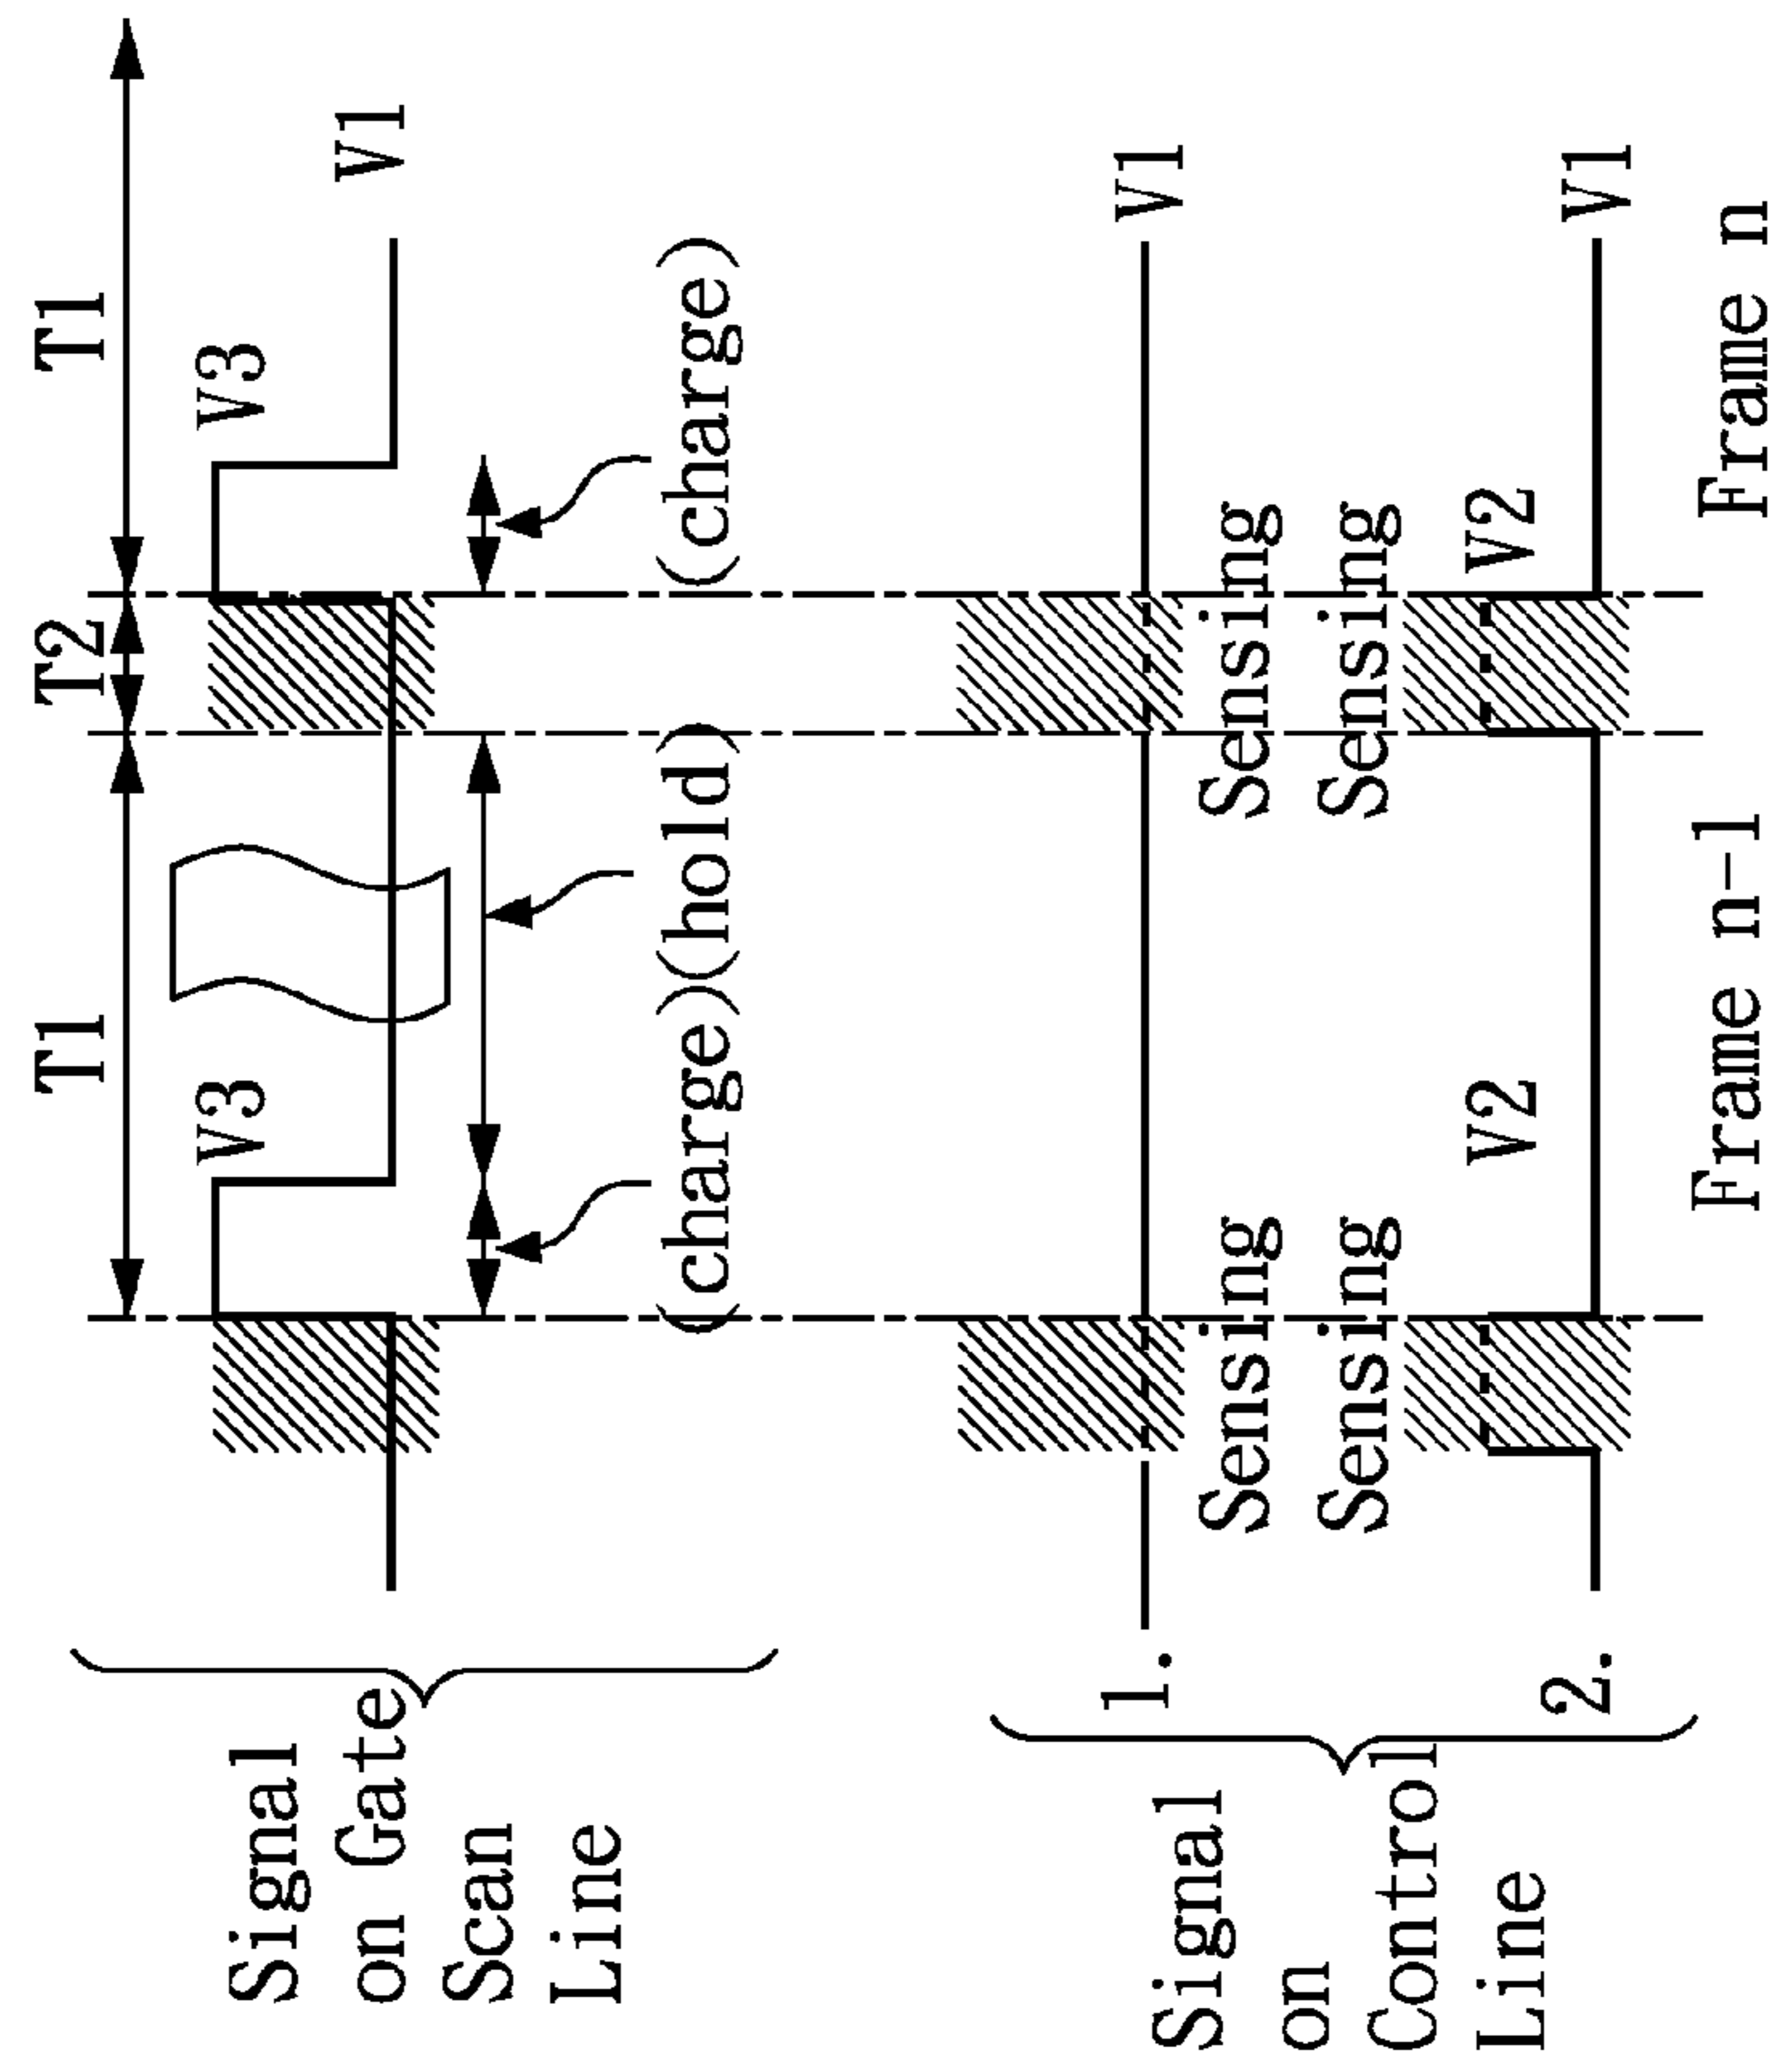 T1
T2
T1
V3
V3
V1
Signal
on Gate
Scan
Line
(charge)(hold)
(charge)
1.
V1
Sensing
Sensing
Sensing
Sensing
Signal
on
Control
Line
V2
V2
2.
V1
Frame n-1
Frame n